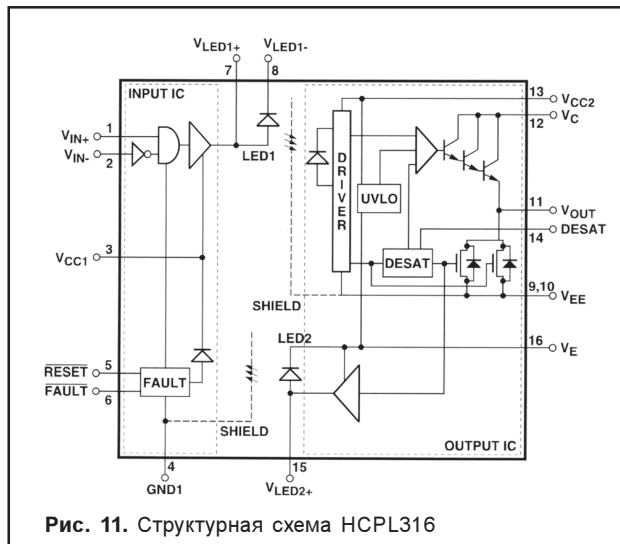 VLED1+
VLED1-
7
8
INPUT IC
13
VCC2
12
VC
VIN+
1
VIN-
2
LED1
DRIVER
UVLO
11
VOUT
14
DESAT
VCC1
3
DESAT
9,10
VEE
SHIELD
LED2
16
VE
RESET
5
FAULT
6
FAULT
SHIELD
OUTPUT IC
4
15
GND1
VLED2+
Рис. 11. Структурная схема HCPL316